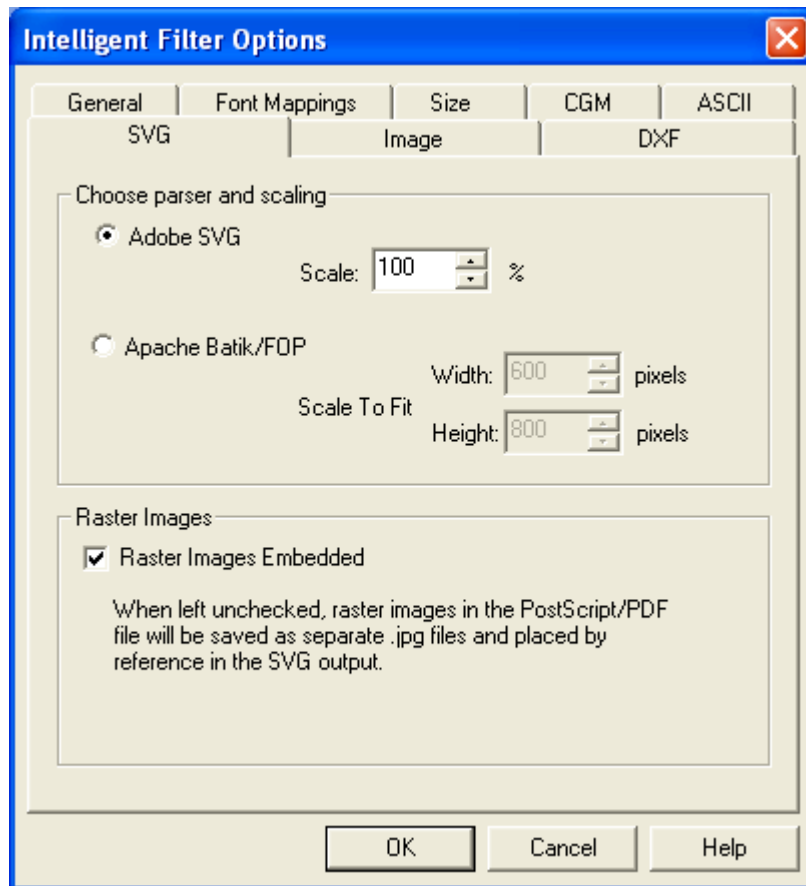 Intelligent Filter Options
General Font Mappings Size CGM ASCII
SVG Image DXF
Choose parser and scaling
Adobe SVG
Scale: 100 %
Apache Batik/FOP
Width: 600 pixels
Scale To Fit
Height: 800 pixels
Raster Images
Raster Images Embedded
When left unchecked, raster images in the PostScript/PDF
file will be saved as separate .jpg files and placed by
reference in the SVG output.
OK Cancel Help